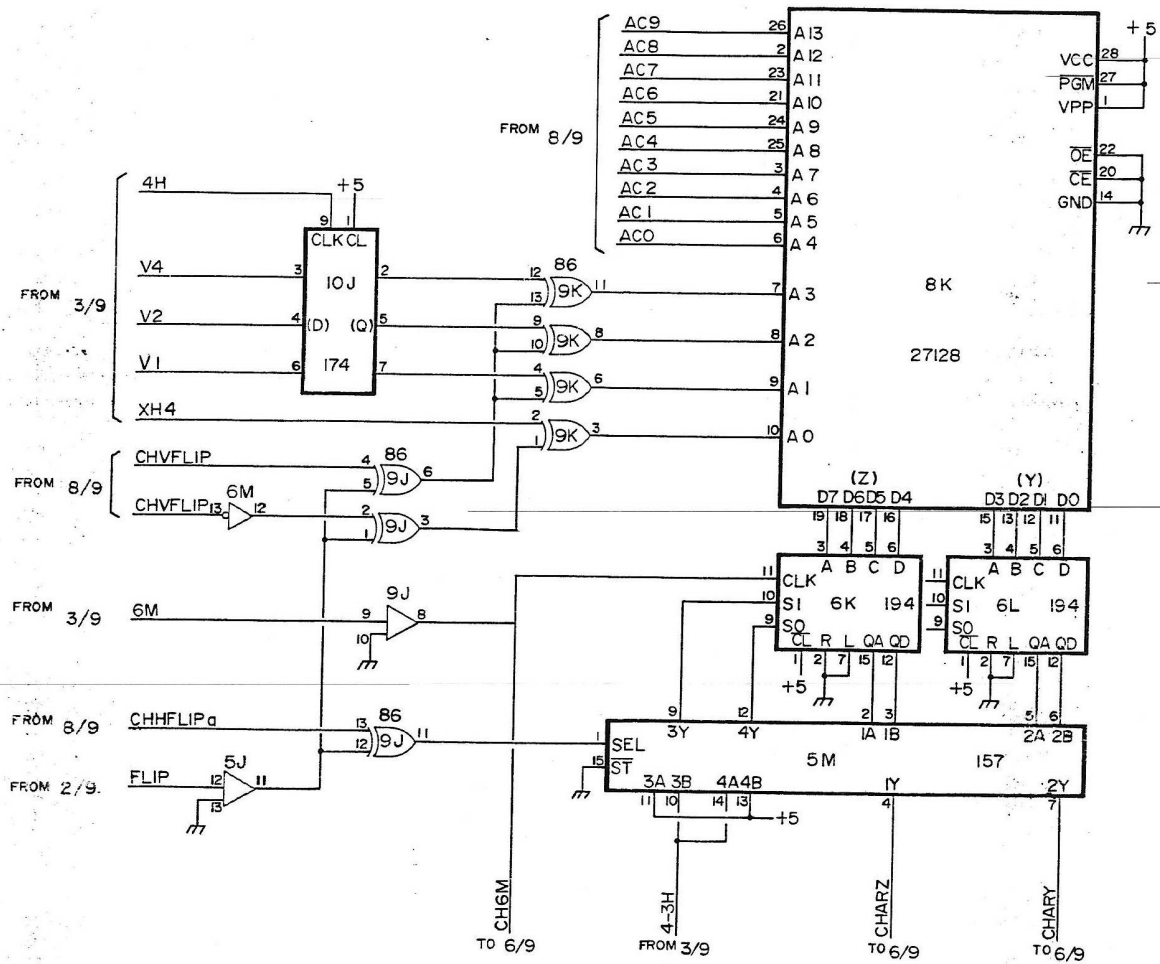 AC9 26 A13
AC8 2 A12
AC7 23 A11
AC6 21 A10
AC5 24 A9
AC4 25 A8
AC3 3 A7
AC2 4 A6
AC1 5 A5
AC0 6 A4
FROM 8/9
+5
VCC 28
PGM 27
VPP 1
OE 22
CE 20
GND 14
8K
27128
4H
+5
9 1
CLK CL
V4 3 10J 2
FROM 3/9
V2 4 (D) (Q) 5
V1 6 174 7
XH4
86
12 13 9K 11 7 A3
9 10 9K 8 8 A2
4 5 9K 6 9 A1
2 1 9K 3 10 A0
FROM 8/9
CHVFLIP 4 5 86 9J 6
CHVFLIP 13 6M 12 2 1 9J 3
(Z) (Y)
D7 D6 D5 D4 D3 D2 D1 D0
19 18 17 16 15 13 12 11
3 4 5 6 3 4 5 6
A B C D A B C D
11 CLK 11 CLK
10 S1 6K 194 10 S1 6L 194
9 S0 9 S0
CL R L QA QD CL R L QA QD
1 2 7 15 12 1 2 7 15 12
+5 +5
FROM 3/9
6M 9 10 9J 8
FROM 8/9
CHHFLIPa 13 12 86 9J 11
FROM 2/9.
FLIP 12 13 5J 11
9 12 2 3 5 6
3Y 4Y 1A 1B 2A 2B
1 SEL 5M 157
15 ST
3A 3B 4A 4B 1Y 2Y
11 10 14 13 4 7
+5
CH6M
TO 6/9
4-3H
FROM 3/9
CHARZ
TO 6/9
CHARY
TO 6/9